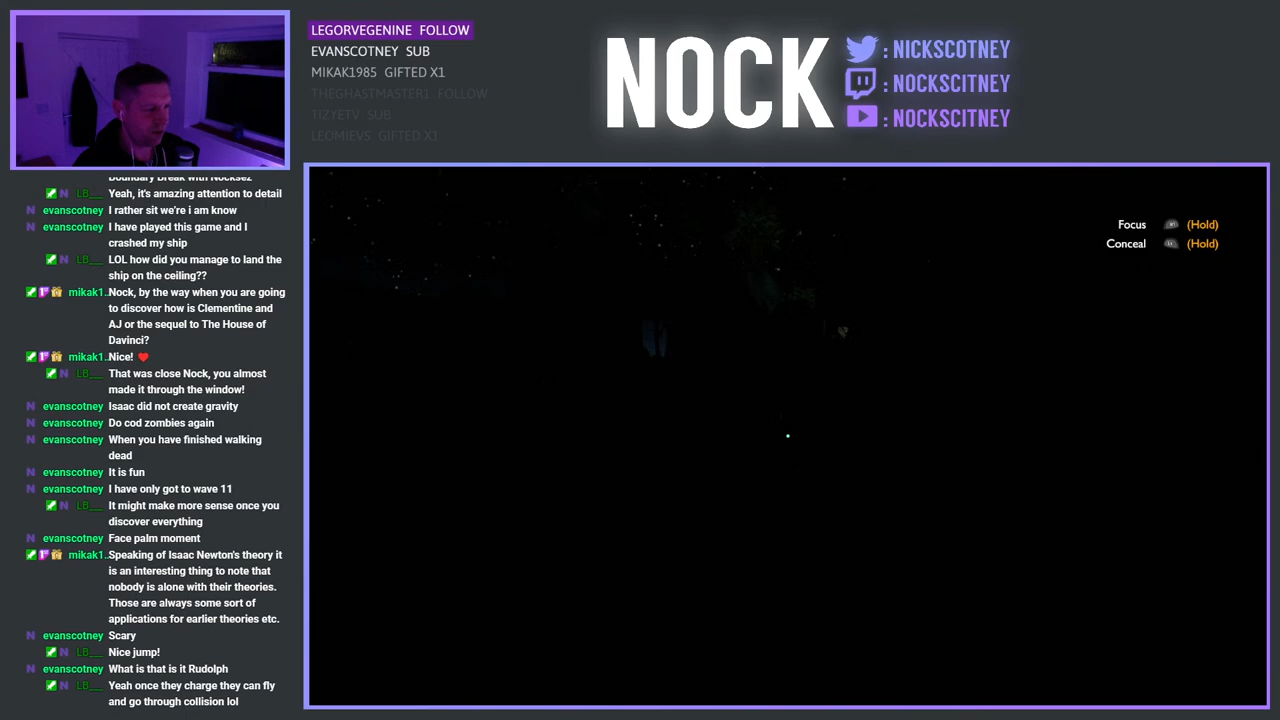 LEGORVEGENINE FOLLOW
EVANSCOTNEY SUB
MIKAK1985 GIFTED X1
THEGHASTMASTER1 FOLLOW
TIZYETV SUB
LEOMIEVS GIFTED X1
NOCK
: NICKSCOTNEY
: NOCKSCITNEY
: NOCKSCITNEY
Focus (Hold)
Conceal (Hold)
Boundary Break with Nocksez
LB__ Yeah, it's amazing attention to detail
evanscotney I rather sit we're i am know
evanscotney I have played this game and I
crashed my ship
LB__ LOL how did you manage to land the
ship on the ceiling??
mikak1.. Nock, by the way when you are going
to discover how is Clementine and
AJ or the sequel to The House of
Davinci?
mikak1.. Nice!
LB__ That was close Nock, you almost
made it through the window!
evanscotney Isaac did not create gravity
evanscotney Do cod zombies again
evanscotney When you have finished walking
dead
evanscotney It is fun
evanscotney I have only got to wave 11
LB__ It might make more sense once you
discover everything
evanscotney Face palm moment
mikak1.. Speaking of Isaac Newton's theory it
is an interesting thing to note that
nobody is alone with their theories.
Those are always some sort of
applications for earlier theories etc.
evanscotney Scary
LB__ Nice jump!
evanscotney What is that is it Rudolph
LB__ Yeah once they charge they can fly
and go through collision lol